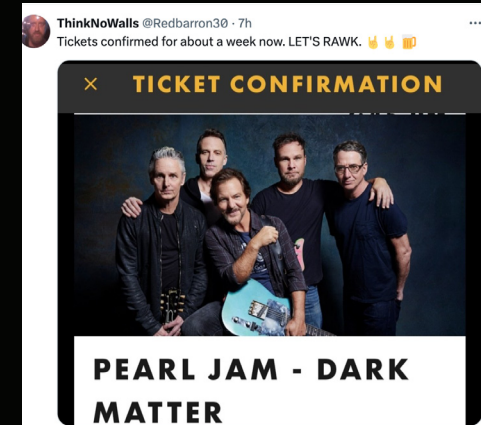 ThinkNoWalls @Redbarron30 · 7h
Tickets confirmed for about a week now. LET'S RAWK. 🤘 🤘 🍻
× TICKET CONFIRMATION
PEARL JAM - DARK
MATTER